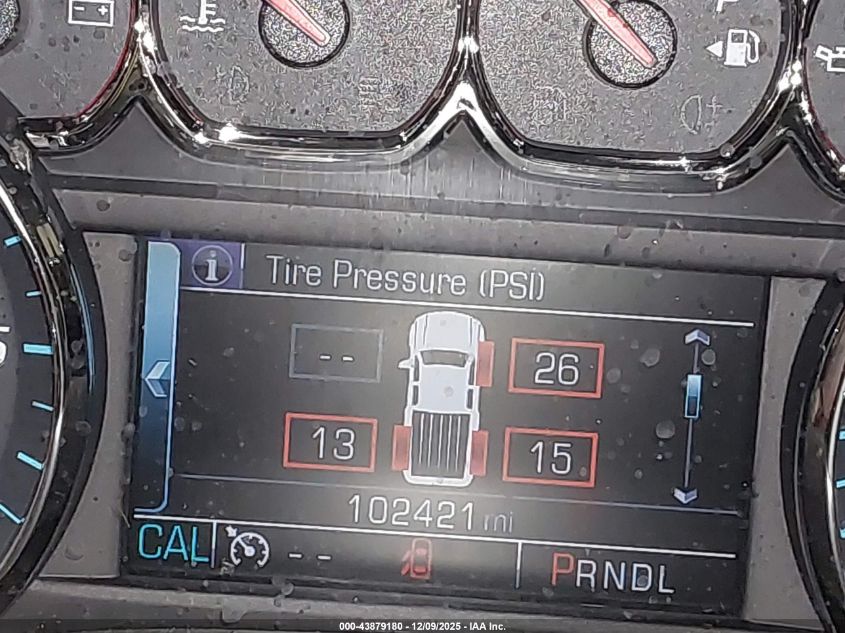 Tire Pressure (PSI)
-- 26
13 15
102421 mi
CAL -- PRNDL
000-43879180 - 12/09/2025 - IAA Inc.